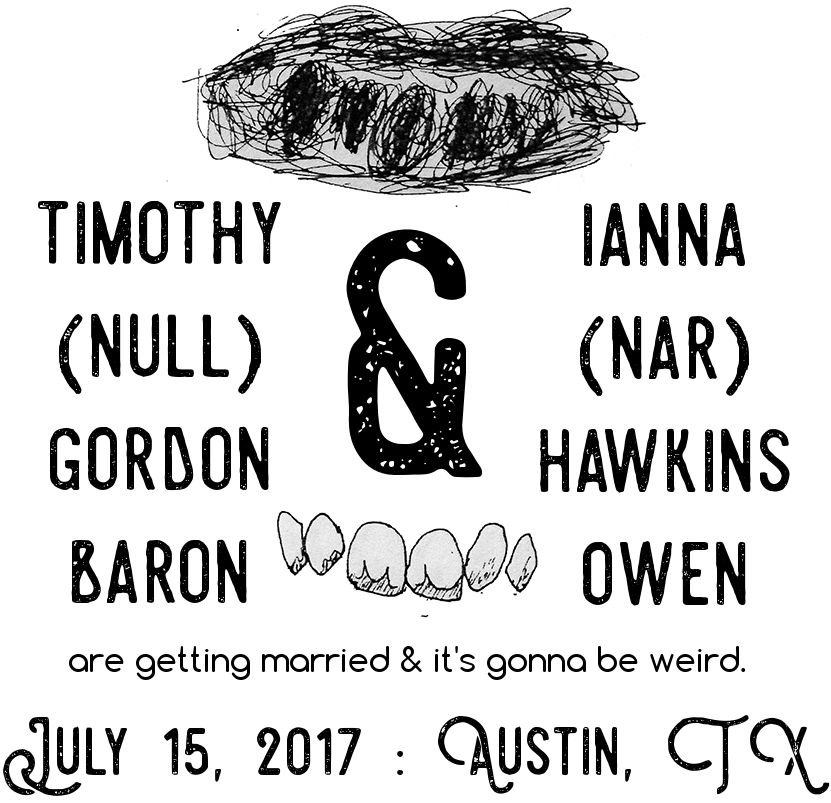 TIMOTHY & IANNA
(NULL) (NAR)
GORDON HAWKINS
BARON OWEN
are getting married & it's gonna be weird.
JULY 15, 2017 : AUSTIN, TX